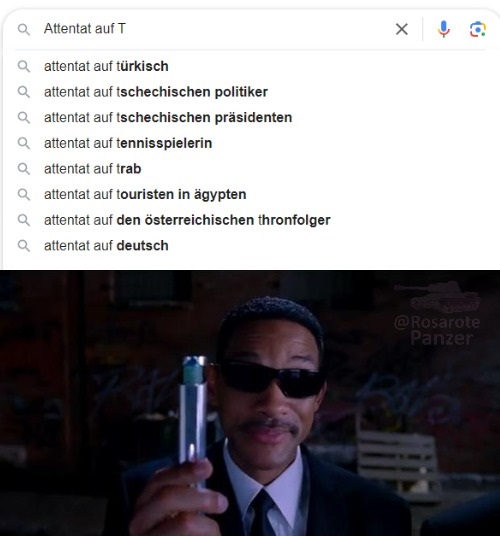 Attentat auf T
attentat auf türkisch
attentat auf tschechischen politiker
attentat auf tschechischen präsidenten
attentat auf tennisspielerin
attentat auf trab
attentat auf touristen in ägypten
attentat auf den österreichischen thronfolger
attentat auf deutsch
@Rosarote
Panzer